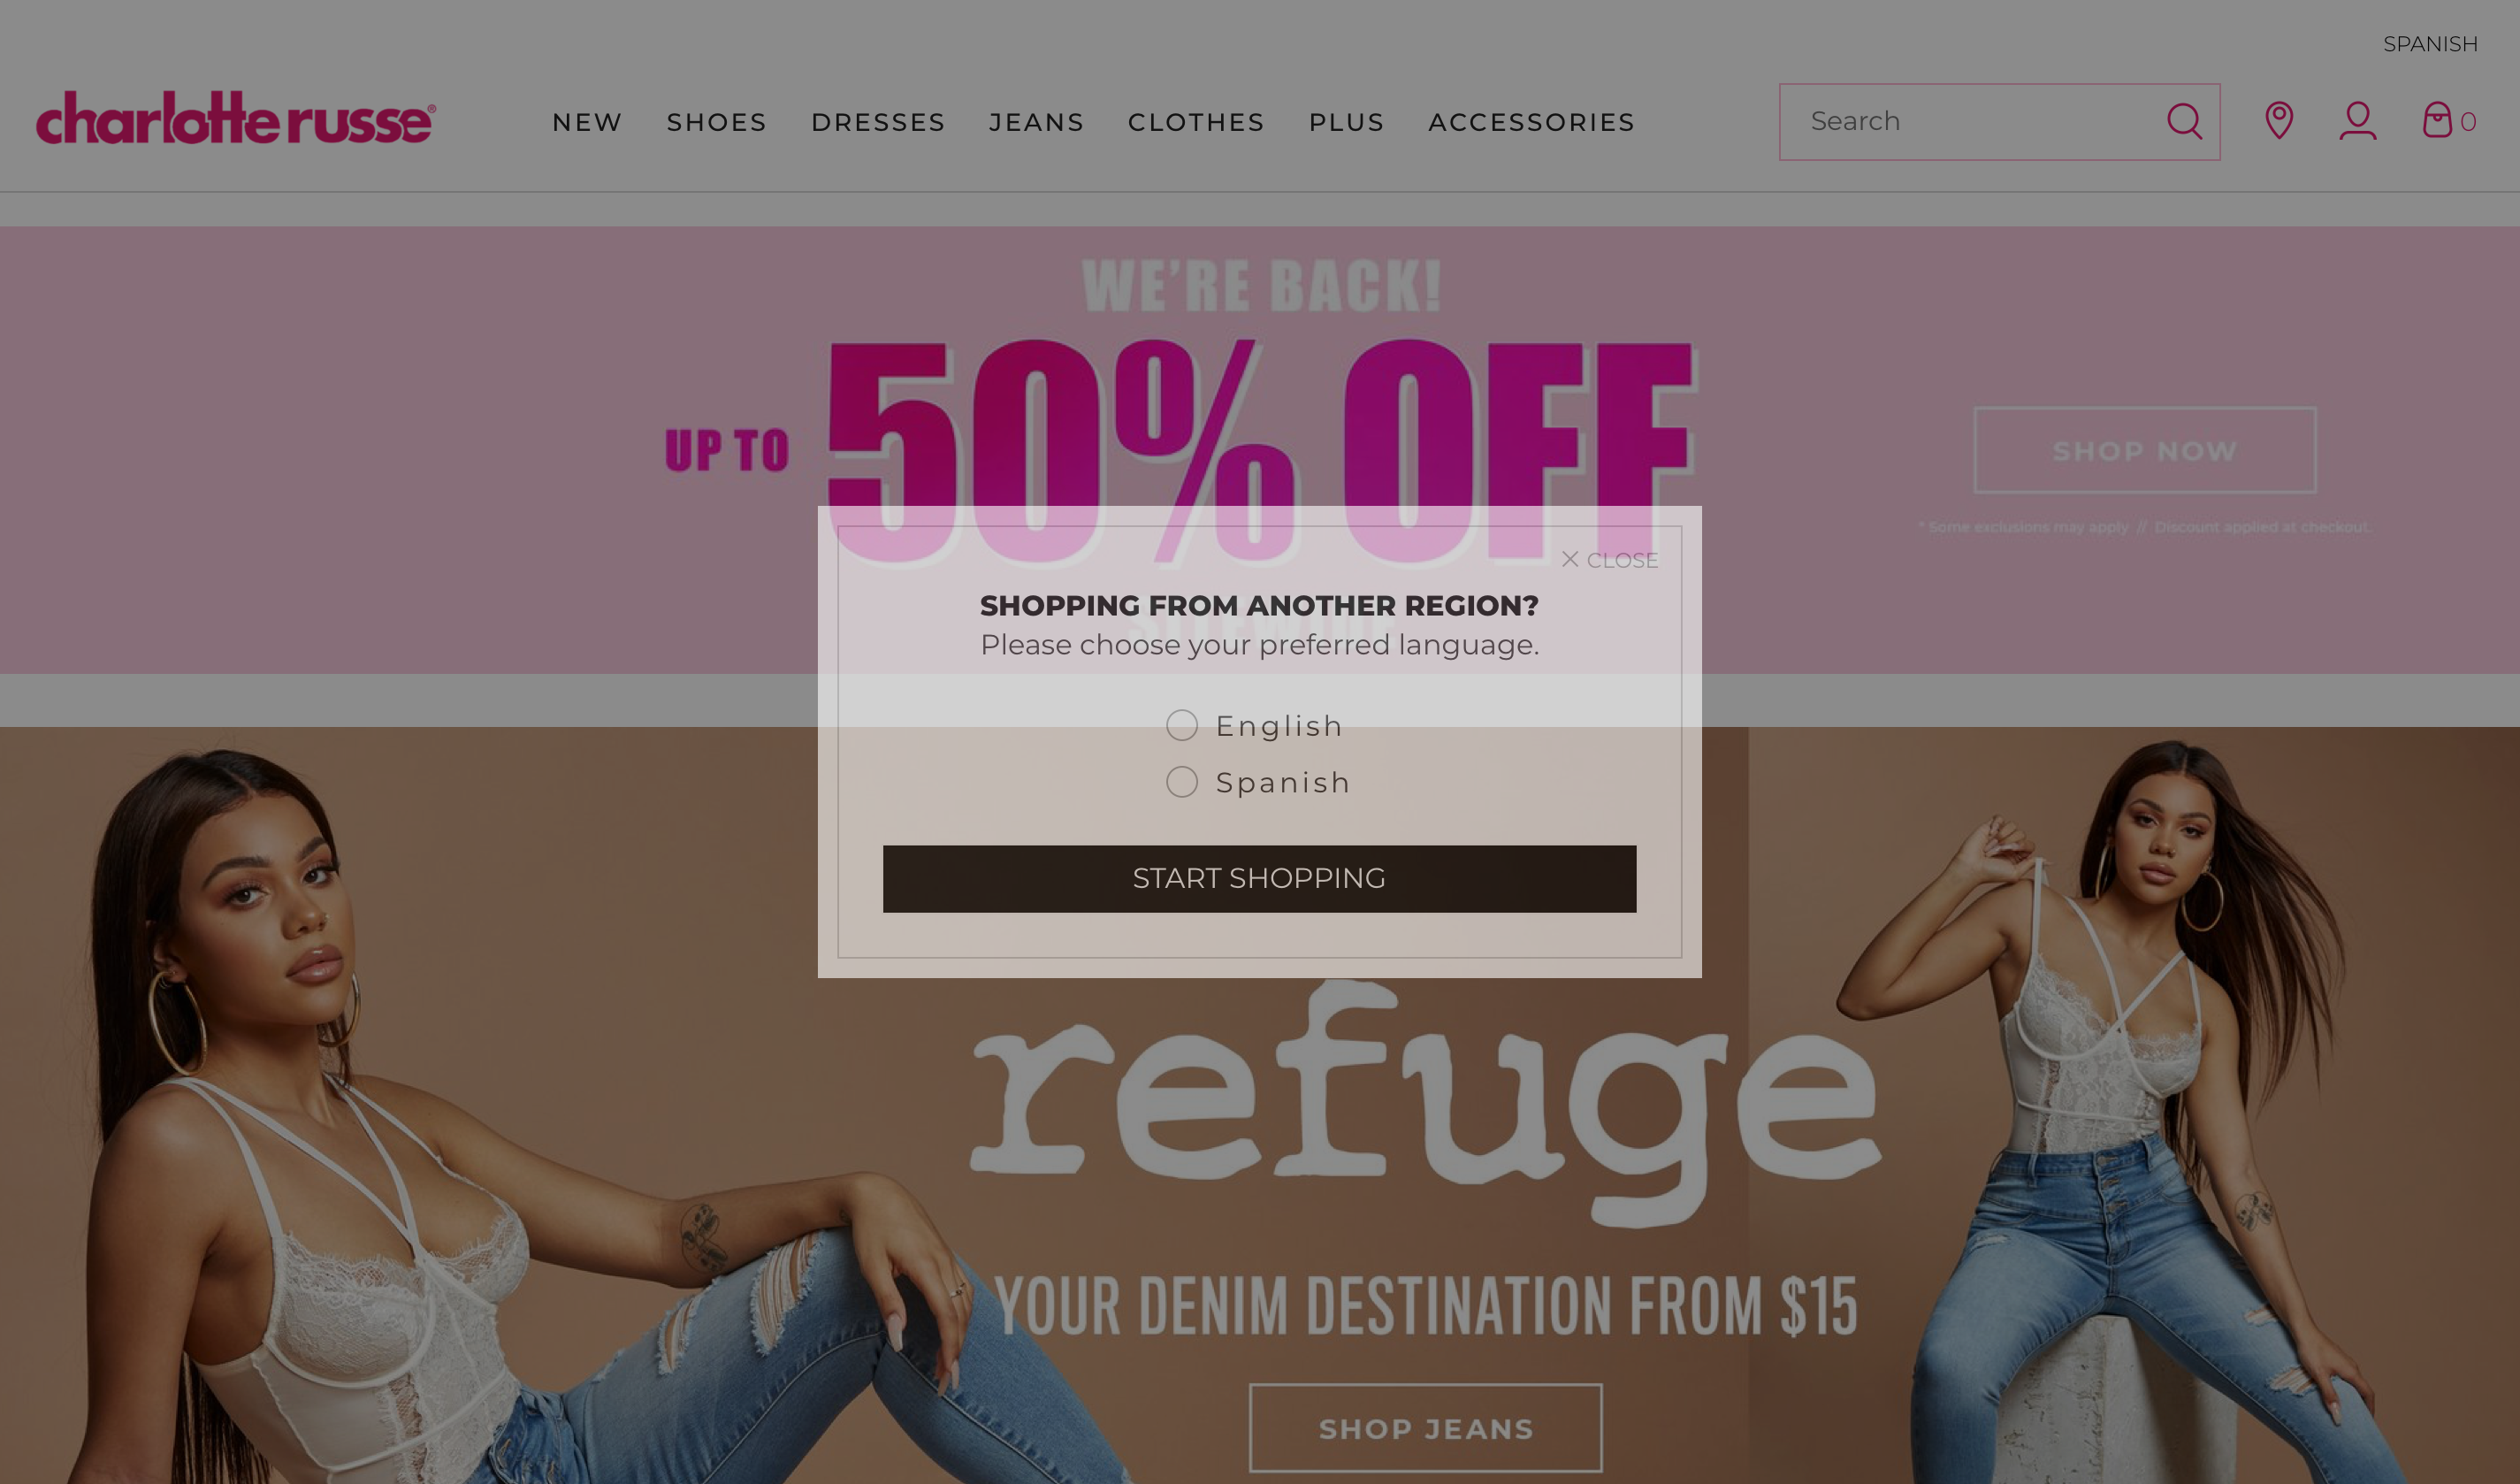 SPANISH
charlotte russe®
NEW SHOES DRESSES JEANS CLOTHES PLUS ACCESSORIES
Search
0
WE'RE BACK!
UP TO 50% OFF
SHOP NOW
* Some exclusions may apply // Discount applied at checkout.
CLOSE
SHOPPING FROM ANOTHER REGION?
SITEWIDE
Please choose your preferred language.
English
Spanish
START SHOPPING
refuge
YOUR DENIM DESTINATION FROM $15
SHOP JEANS